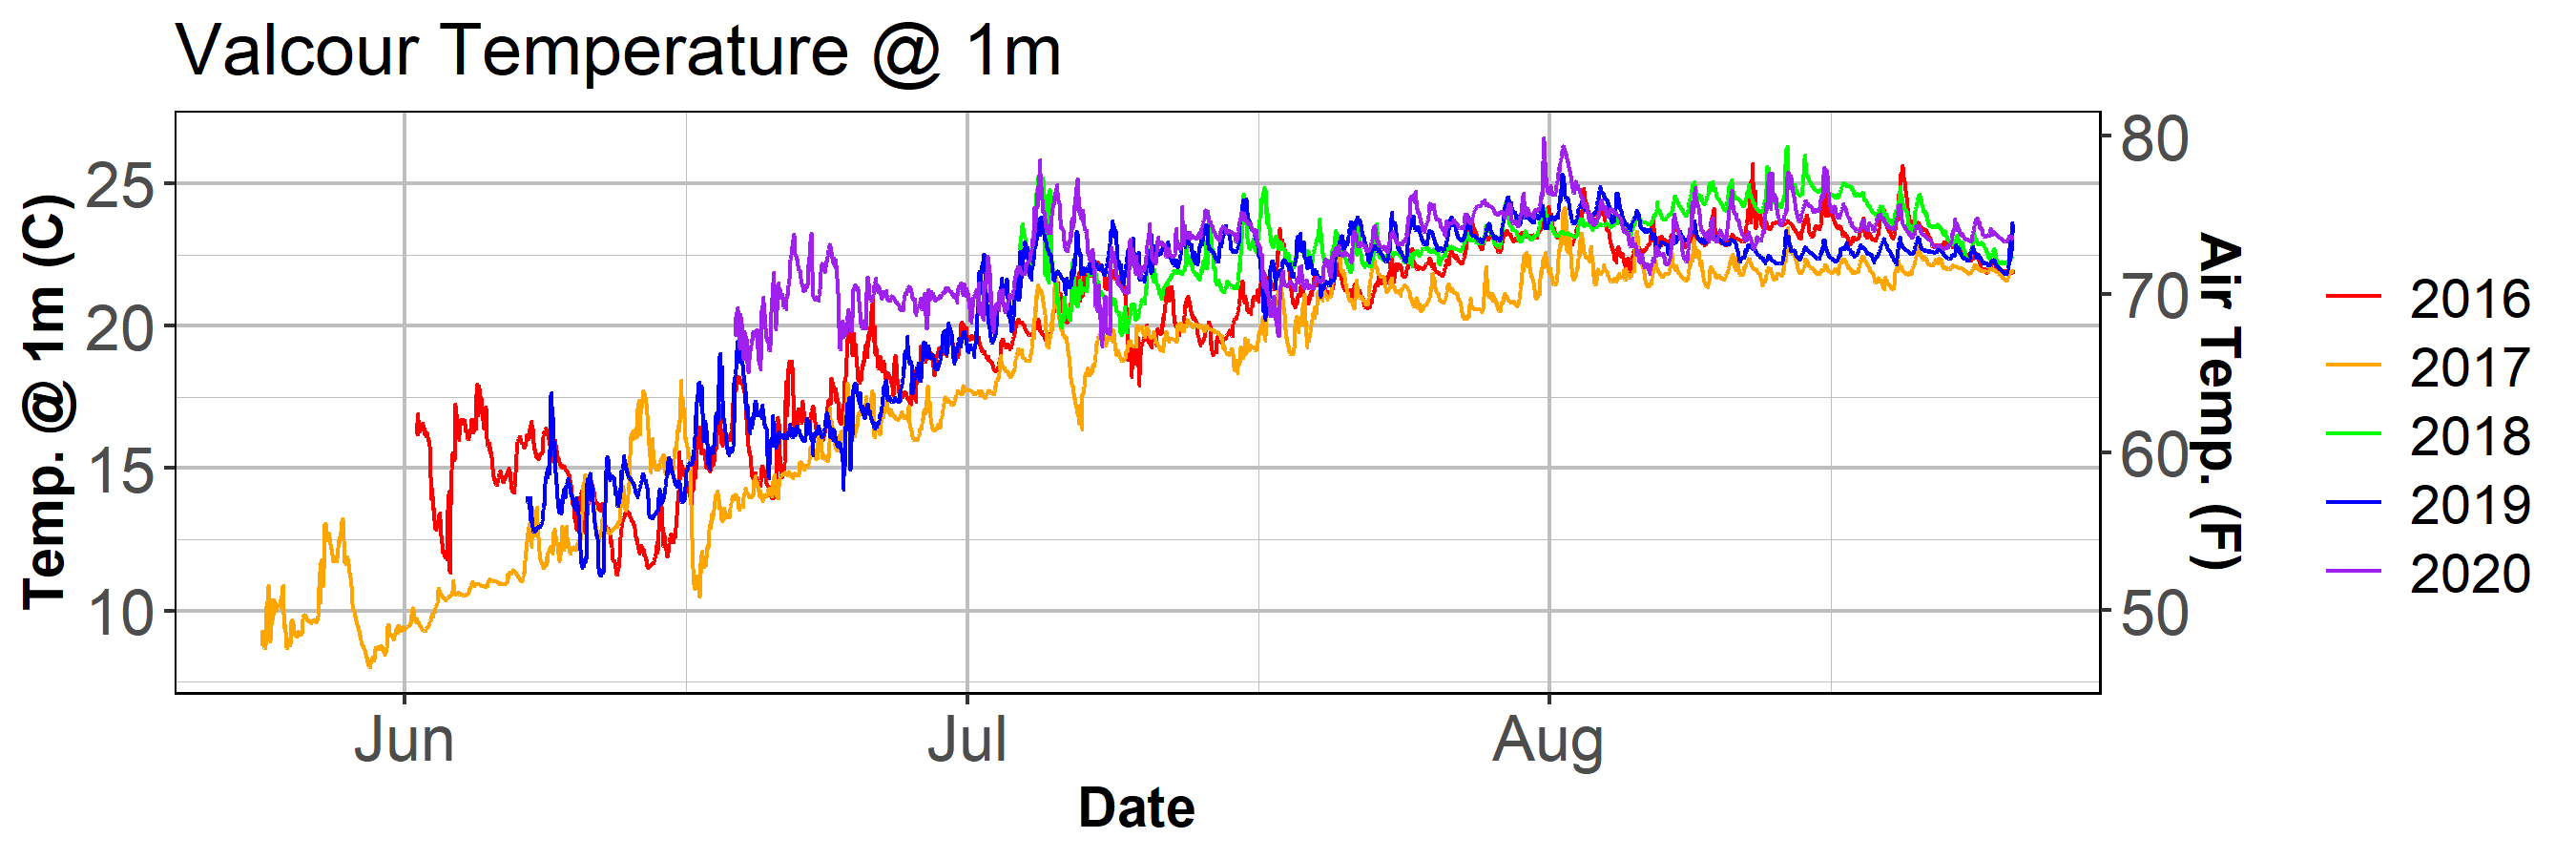 Valcour Temperature @ 1m
Temp. @ 1m (C)
25
20
15
10
80
70
60
50
Air Temp. (F)
Jun
Jul
Aug
Date
2016
2017
2018
2019
2020